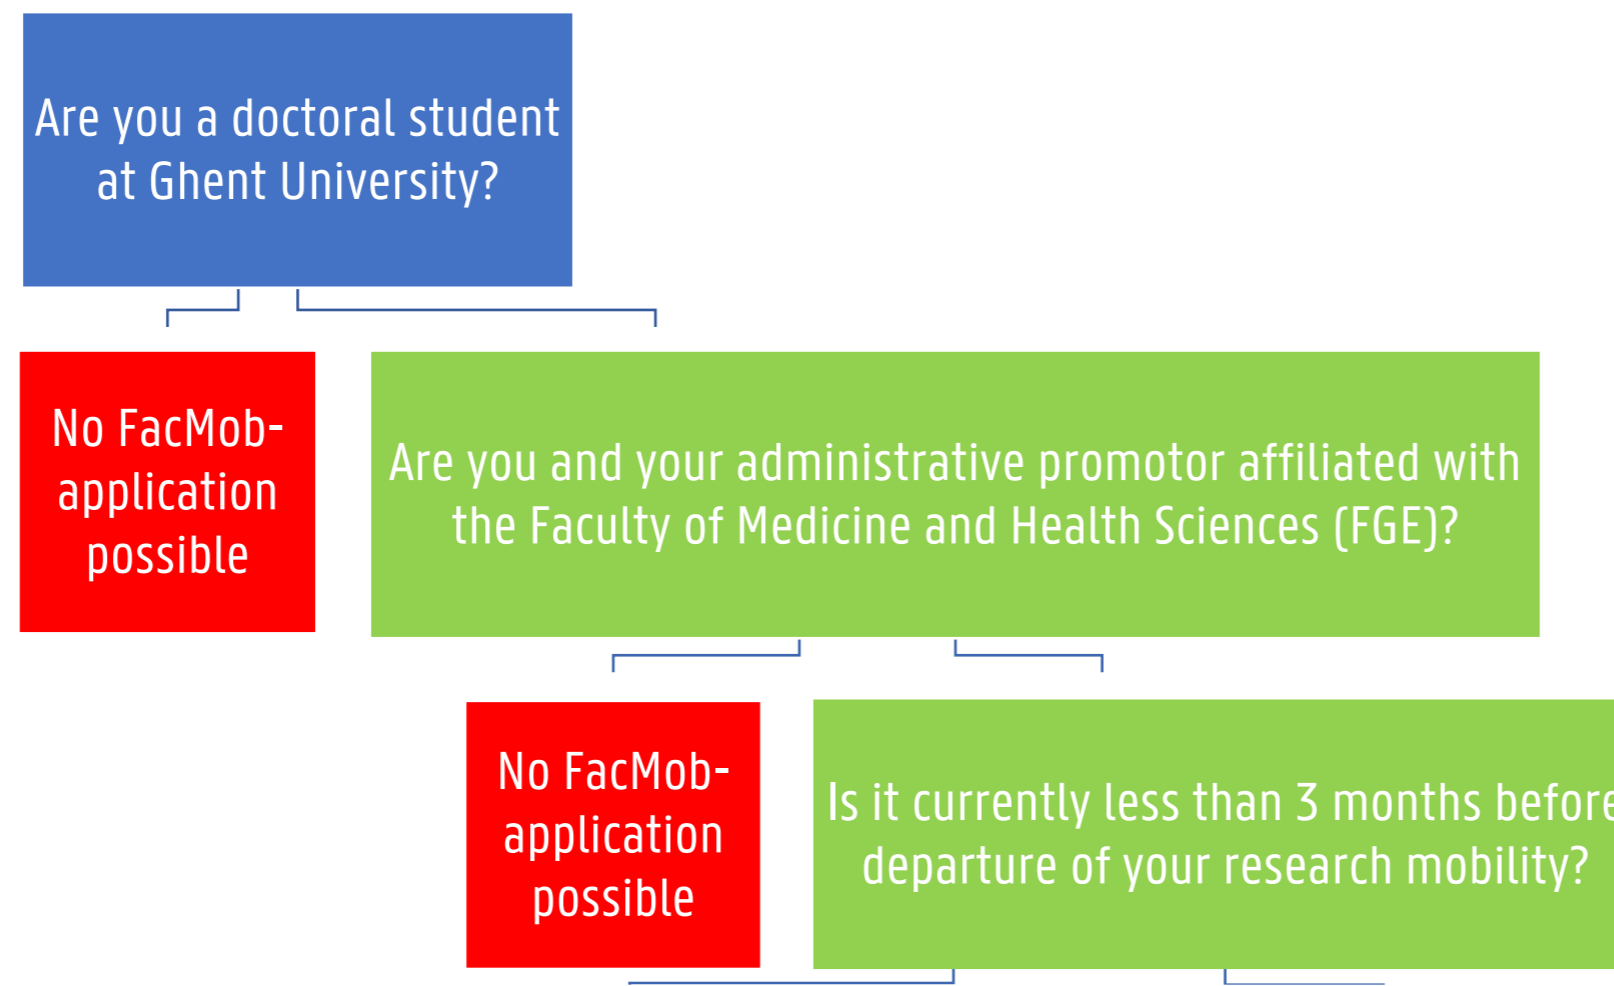 Are you a doctoral student
at Ghent University?
No FacMob-
application
possible
Are you and your administrative promotor affiliated with
the Faculty of Medicine and Health Sciences (FGE)?
No FacMob-
application
possible
Is it currently less than 3 months before
departure of your research mobility?